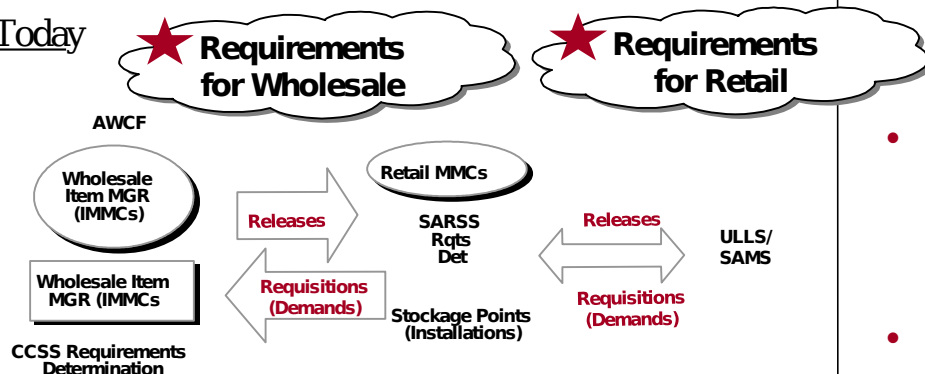 Today
Requirements
for Wholesale
Requirements
for Retail
AWCF
Wholesale
Item MGR
(IMMCs)
Releases
Retail MMCs
SARSS
Rqts
Det
Releases
ULLS/
SAMS
Wholesale Item
MGR (IMMCs
Requisitions
(Demands)
Stockage Points
(Installations)
Requisitions
(Demands)
CCSS Requirements
Determination